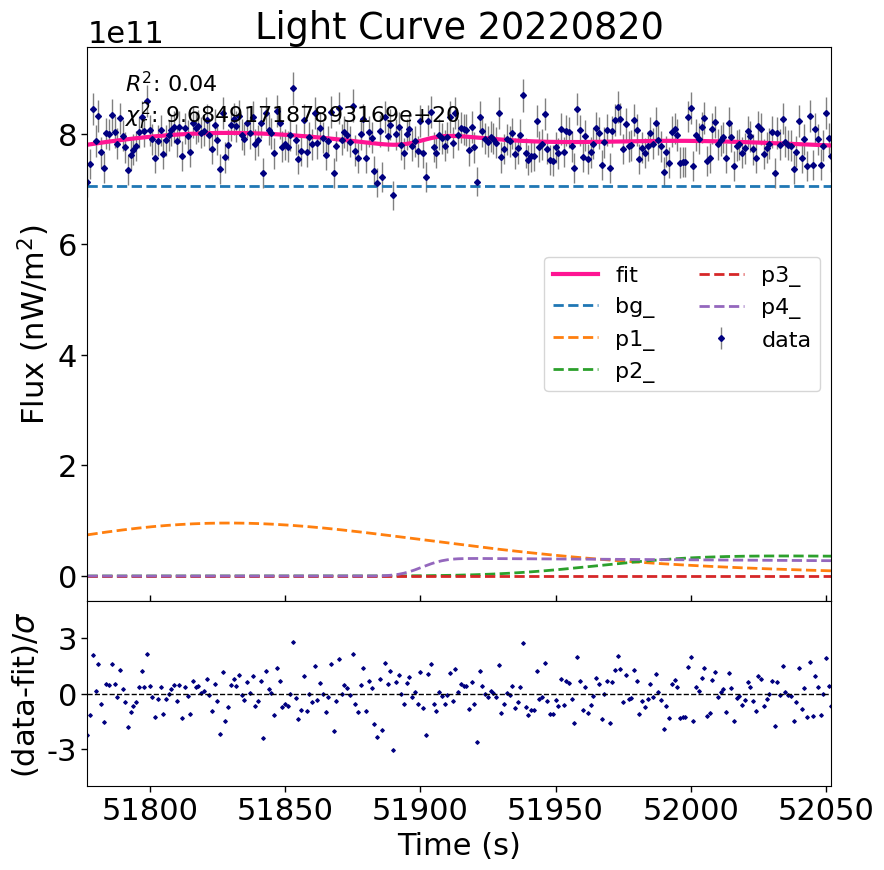 Light Curve 20220820
1e11
R²: 0.04
χ²: 9.684917187893169e+20
8
6
4
2
0
Flux (nW/m²)
fit
bg_
p1_
p2_
p3_
p4_
data
3
0
-3
(data-fit)/σ
51800 51850 51900 51950 52000 52050
Time (s)